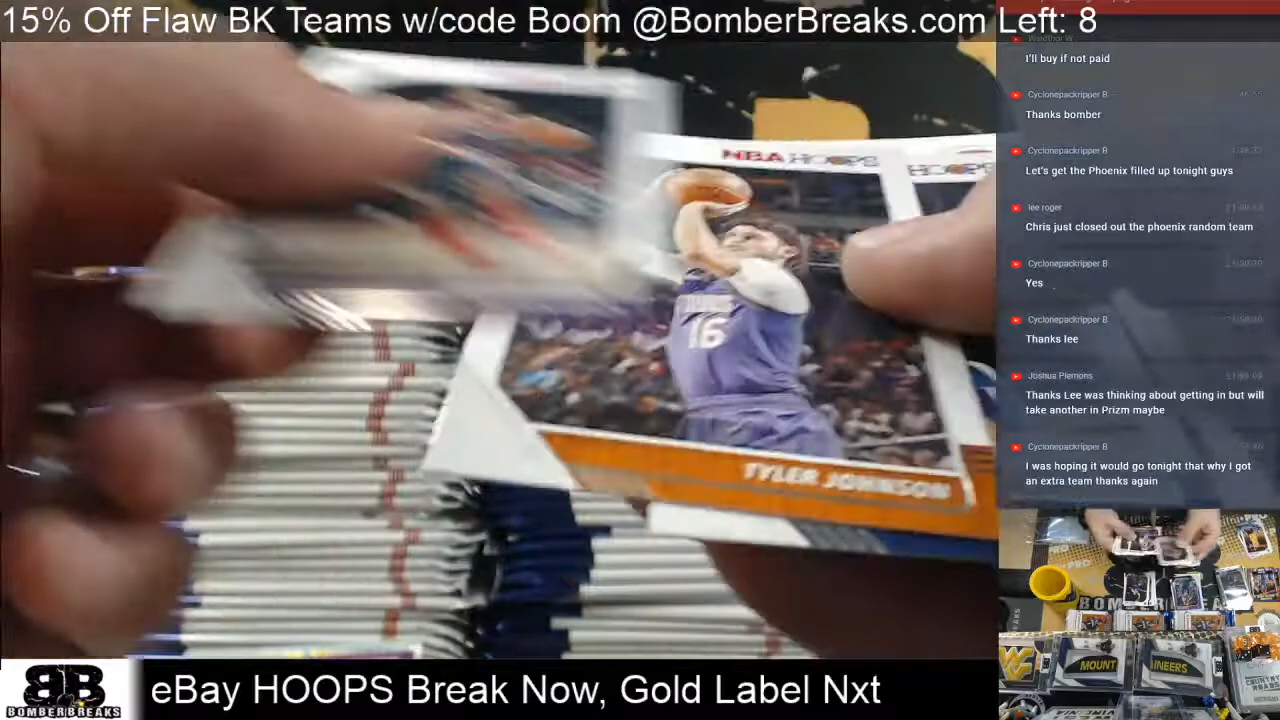 15% Off Flaw BK Teams w/code Boom @BomberBreaks.com Left: 8
I'll buy if not paid
Cyclonepackripper B
Thanks bomber
Cyclonepackripper B
Let's get the Phoenix filled up tonight guys
lee roger
Chris just closed out the phoenix random team
Cyclonepackripper B
Yes
Cyclonepackripper B
Thanks lee
Joshua Plemons
Thanks Lee was thinking about getting in but will
take another in Prizm maybe
Cyclonepackripper B
I was hoping it would go tonight that why I got
an extra team thanks again
NBA HOOPS
HOOPS
16
TYLER JOHNSON
MOUNT
INEERS
BB
BOMBERBREAKS
eBay HOOPS Break Now, Gold Label Nxt